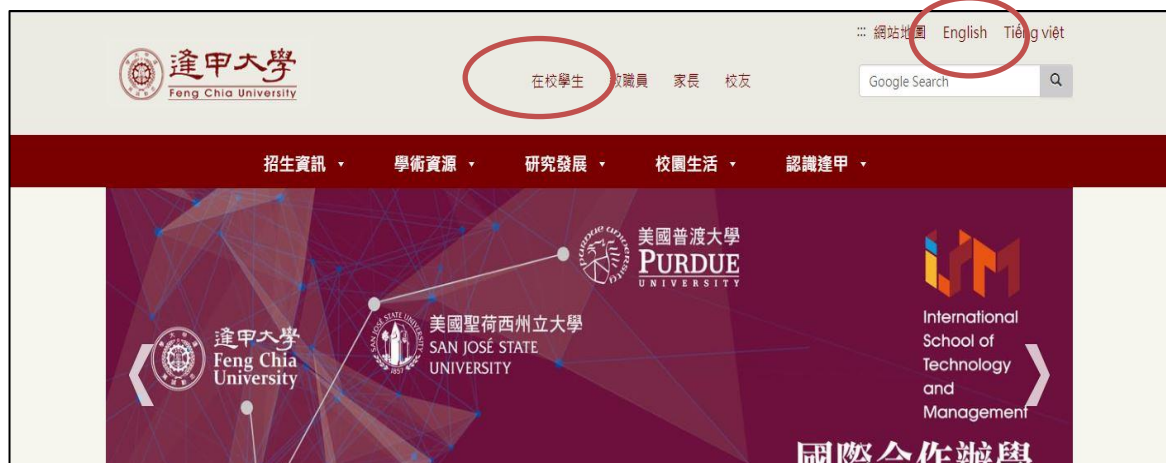 ::: 網站地圖 English Tiếng việt
逢甲大學
Feng Chia University
在校學生 教職員 家長 校友
Google Search
招生資訊 ▼ 學術資源 ▼ 研究發展 ▼ 校園生活 ▼ 認識逢甲 ▼
美國普渡大學
PURDUE
UNIVERSITY
美國聖荷西州立大學
SAN JOSÉ STATE
UNIVERSITY
逢甲大學
Feng Chia
University
International
School of
Technology
and
Management
國際合作辦學